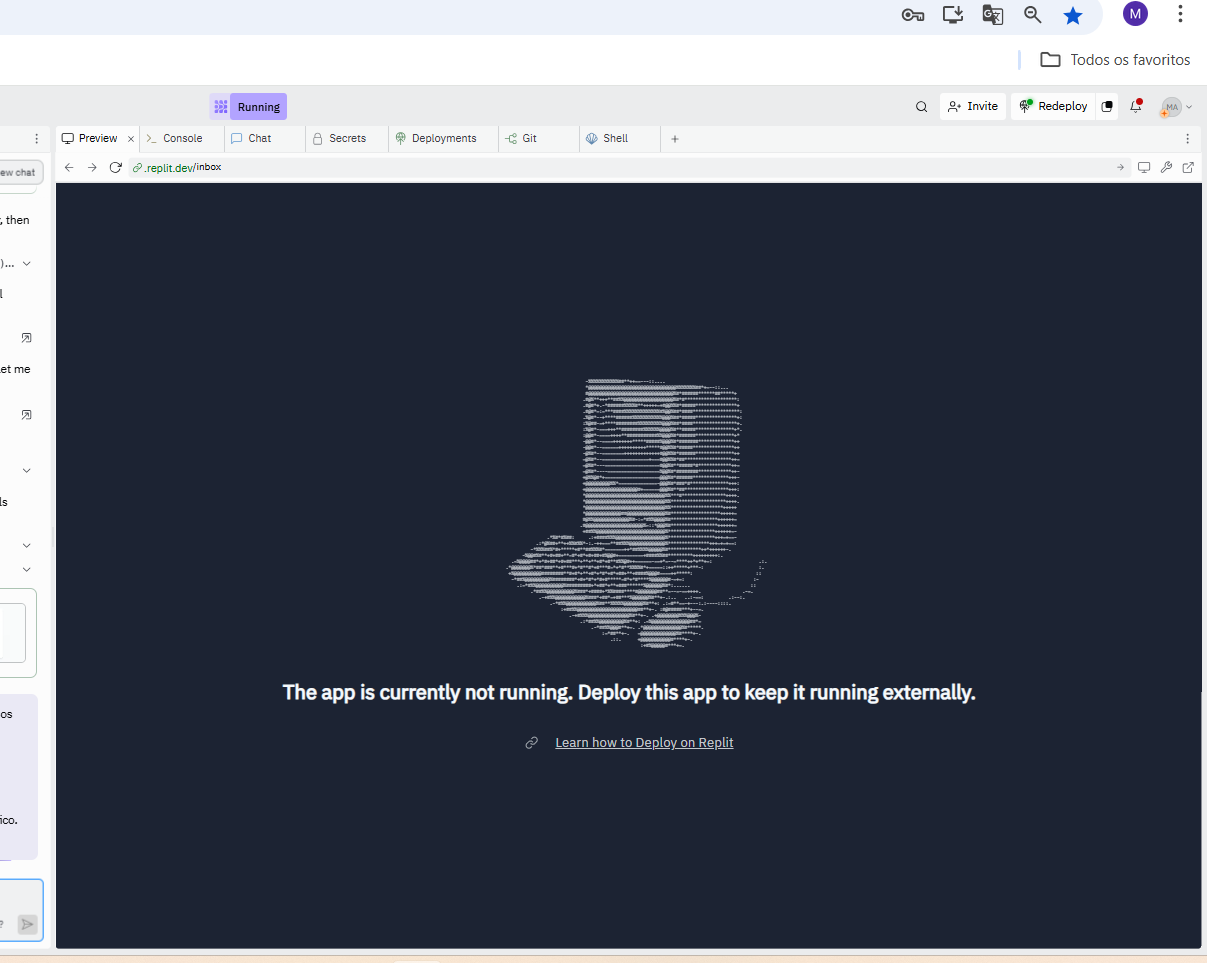 M
Todos os favoritos
Running
Invite
Redeploy
MA
Preview
Console
Chat
Secrets
Deployments
Git
Shell
ew chat
.replit.dev/inbox
, then
)...
et me
ls
os
ico.
?
The app is currently not running. Deploy this app to keep it running externally.
Learn how to Deploy on Replit